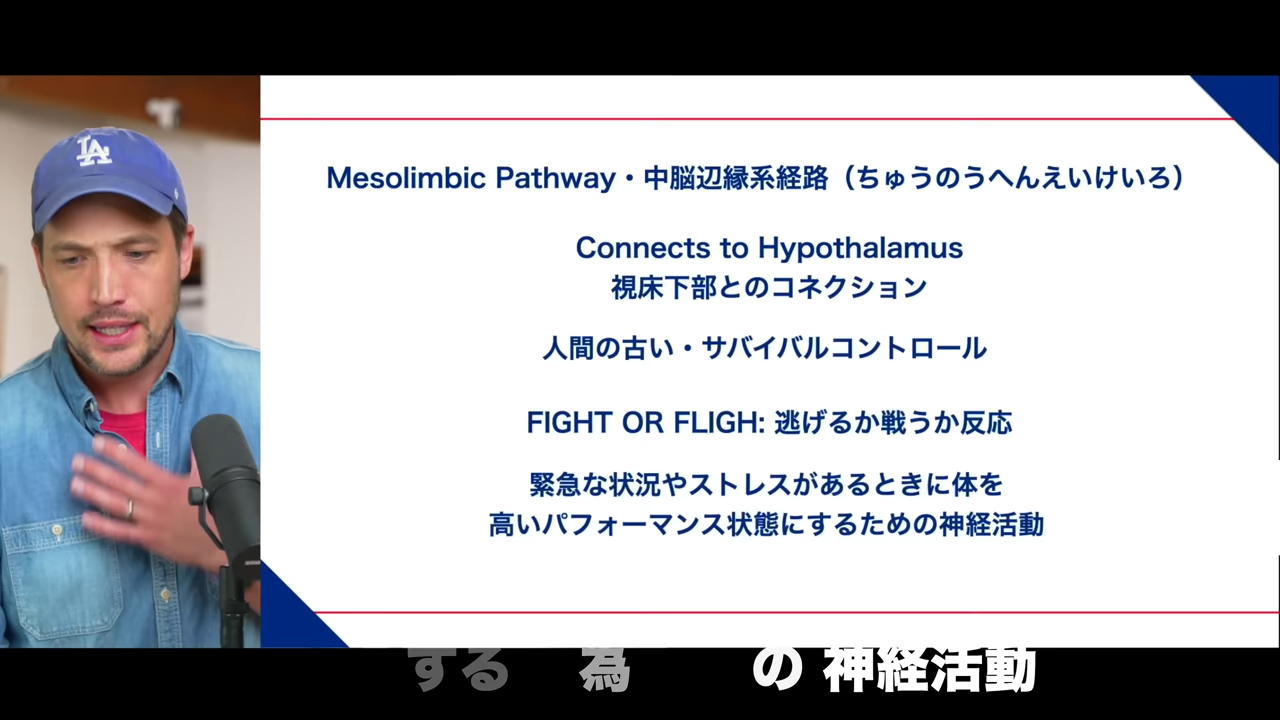 LA
Mesolimbic Pathway・中脳辺縁系経路（ちゅうのうへんえいけいろ）
Connects to Hypothalamus
視床下部とのコネクション
人間の古い・サバイバルコントロール
FIGHT OR FLIGH: 逃げるか戦うか反応
緊急な状況やストレスがあるときに体を
高いパフォーマンス状態にするための神経活動
する 為 の 神経活動